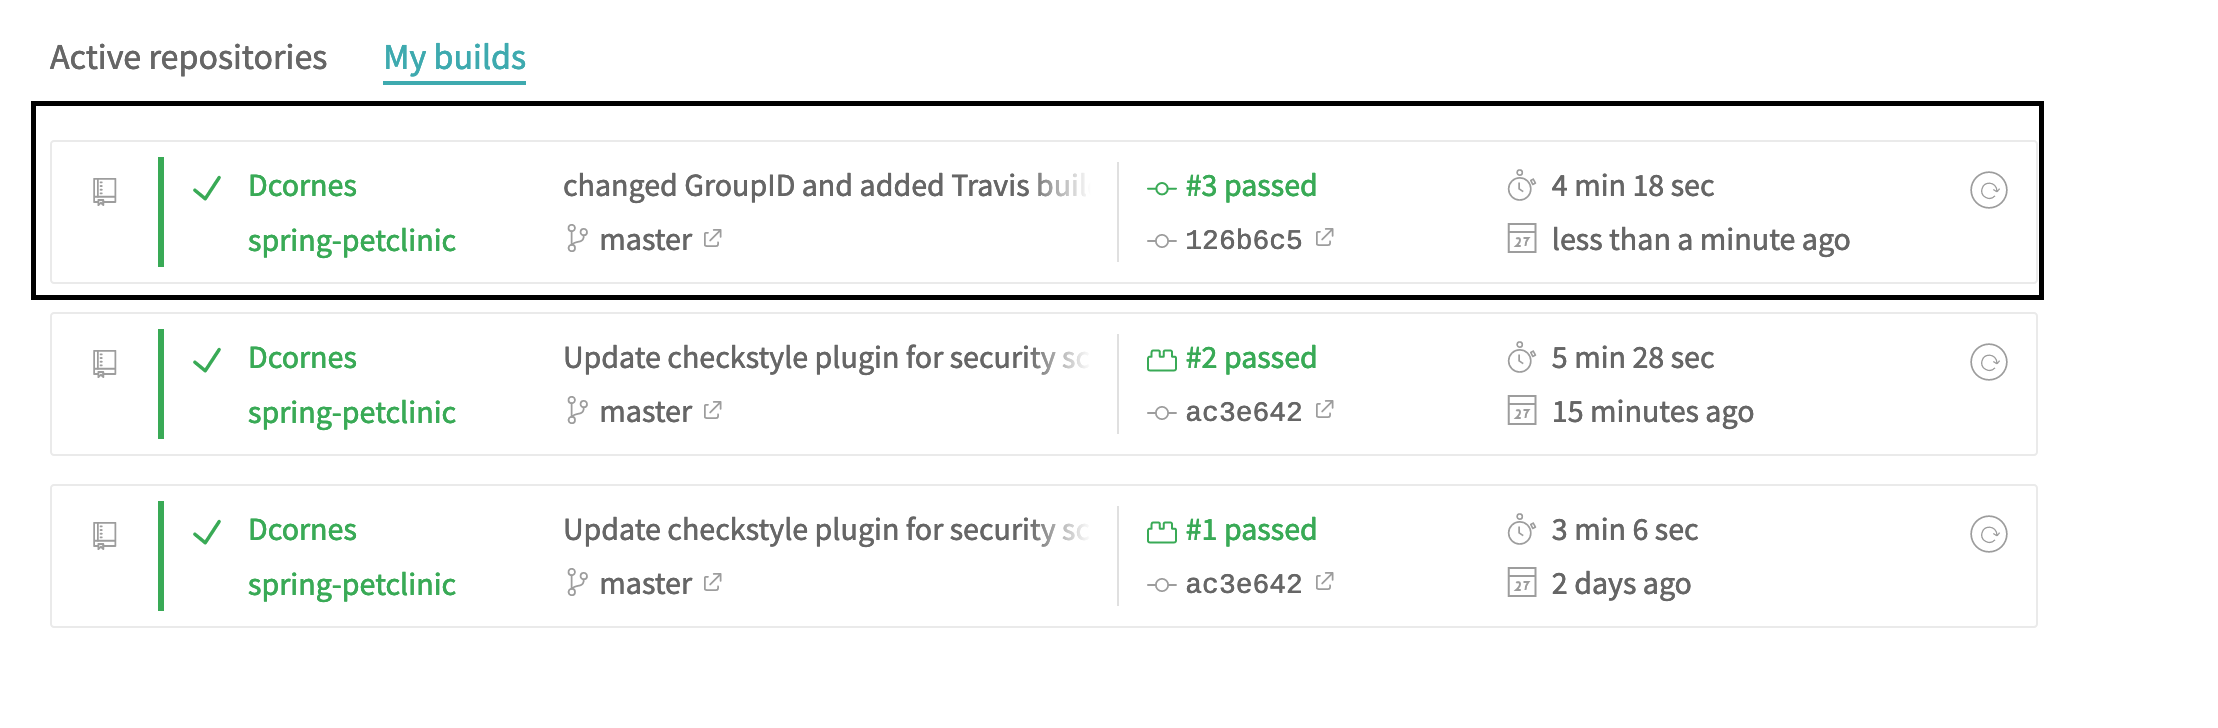 Active repositories My builds
Dcornes changed GroupID and added Travis #3 passed 4 min 18 sec
spring-petclinic master 126b6c5 27 less than a minute ago
Dcornes Update checkstyle plugin for security #2 passed 5 min 28 sec
spring-petclinic master ac3e642 27 15 minutes ago
Dcornes Update checkstyle plugin for security #1 passed 3 min 6 sec
spring-petclinic master ac3e642 27 2 days ago